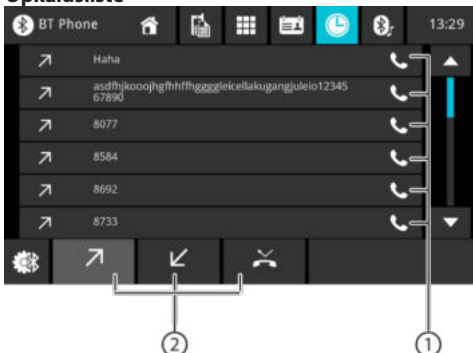 Opkaldsliste
BT Phone
13:29
Haha
asdfhjkooojhgfhhffhggggleicellakugangjuleio12345
67890
8077
8584
8692
8733
2
1